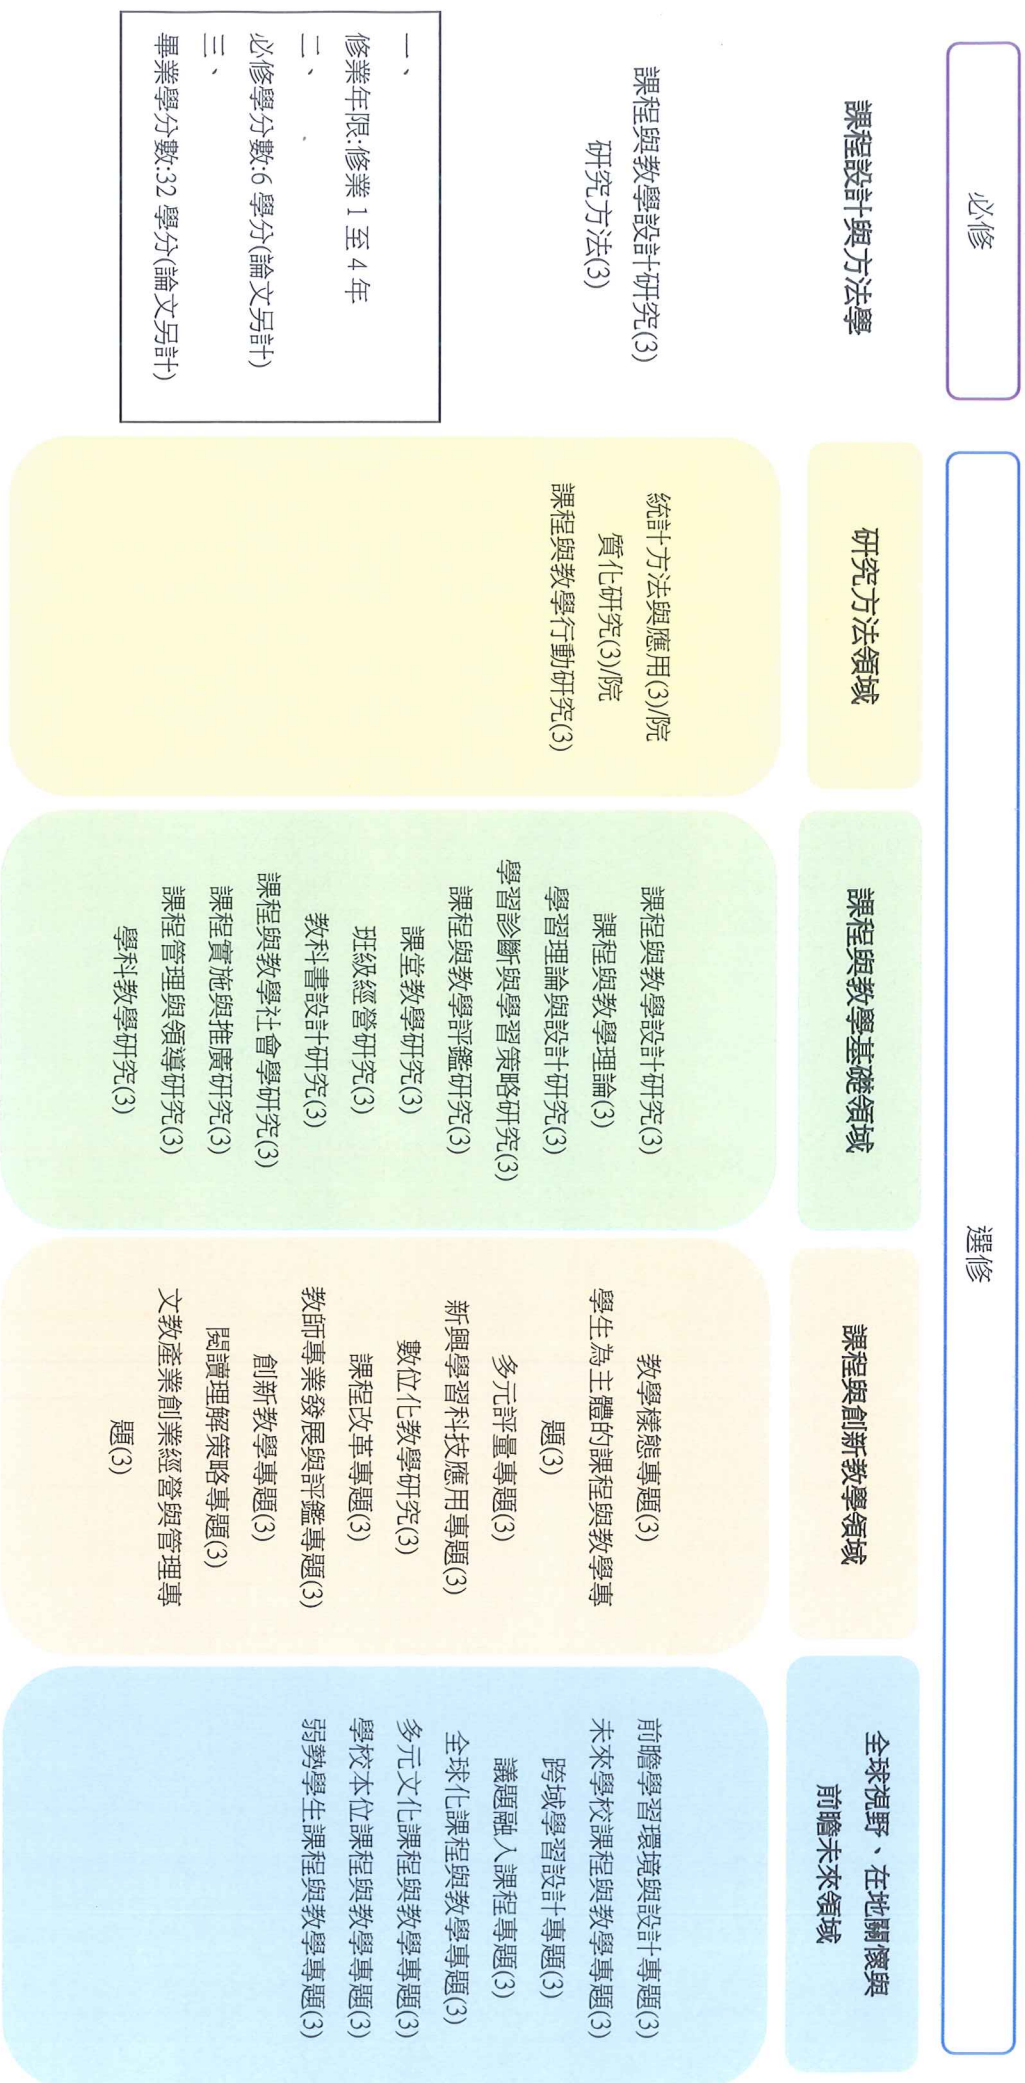 必修
選修
課程設計與方法學
課程與教學設計研究(3)
研究方法(3)
一、
修業年限:修業 1 至 4 年
二、
必修學分數:6 學分(論文另計)
三、
畢業學分數:32 學分(論文另計)
研究方法領域
統計方法與應用(3)/院
質化研究(3)/院
課程與教學行動研究(3)
課程與教學基礎領域
課程與教學設計研究(3)
課程與教學理論(3)
學習理論與設計研究(3)
學習診斷與學習策略研究(3)
課程與教學評鑑研究(3)
課堂教學研究(3)
班級經營研究(3)
教科書設計研究(3)
課程與教學社會學研究(3)
課程實施與推廣研究(3)
課程管理與領導研究(3)
學科教學研究(3)
課程與創新教學領域
教學樣態專題(3)
學生為主體的課程與教學專
題(3)
多元評量專題(3)
新興學習科技應用專題(3)
數位化教學研究(3)
課程改革專題(3)
教師專業發展與評鑑專題(3)
創新教學專題(3)
閱讀理解策略專題(3)
文教產業創業經營與管理專
題(3)
全球視野、在地關懷與
前瞻未來領域
前瞻學習環境與設計專題(3)
未來學校課程與教學專題(3)
跨域學習設計專題(3)
議題融入課程專題(3)
全球化課程與教學專題(3)
多元文化課程與教學專題(3)
學校本位課程與教學專題(3)
弱勢學生課程與教學專題(3)